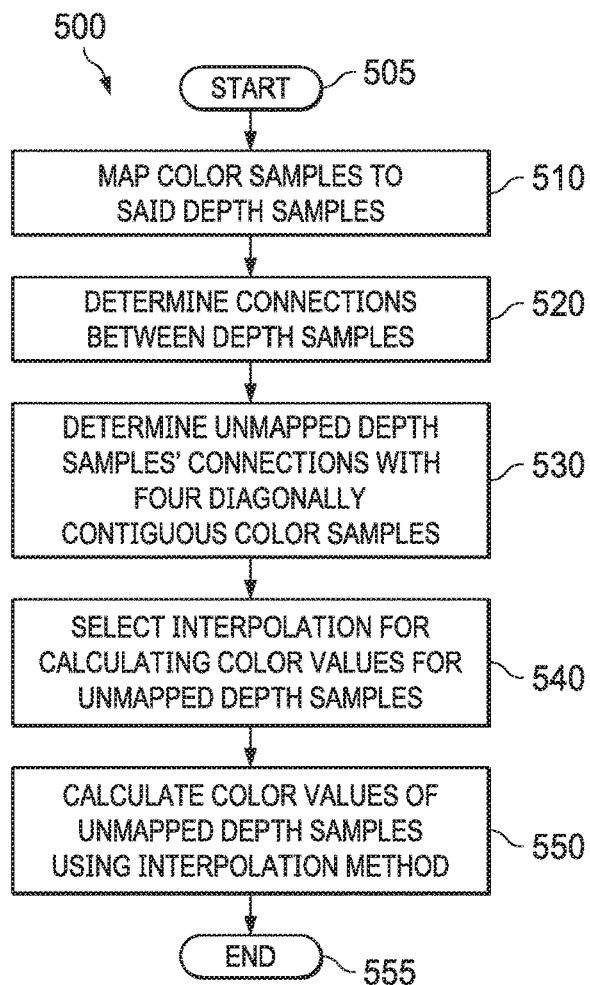 500
START
505
MAP COLOR SAMPLES TO
SAID DEPTH SAMPLES
510
DETERMINE CONNECTIONS
BETWEEN DEPTH SAMPLES
520
DETERMINE UNMAPPED DEPTH
SAMPLES' CONNECTIONS WITH
FOUR DIAGONALLY
CONTIGUOUS COLOR SAMPLES
530
SELECT INTERPOLATION FOR
CALCULATING COLOR VALUES FOR
UNMAPPED DEPTH SAMPLES
540
CALCULATE COLOR VALUES OF
UNMAPPED DEPTH SAMPLES
USING INTERPOLATION METHOD
550
END
555